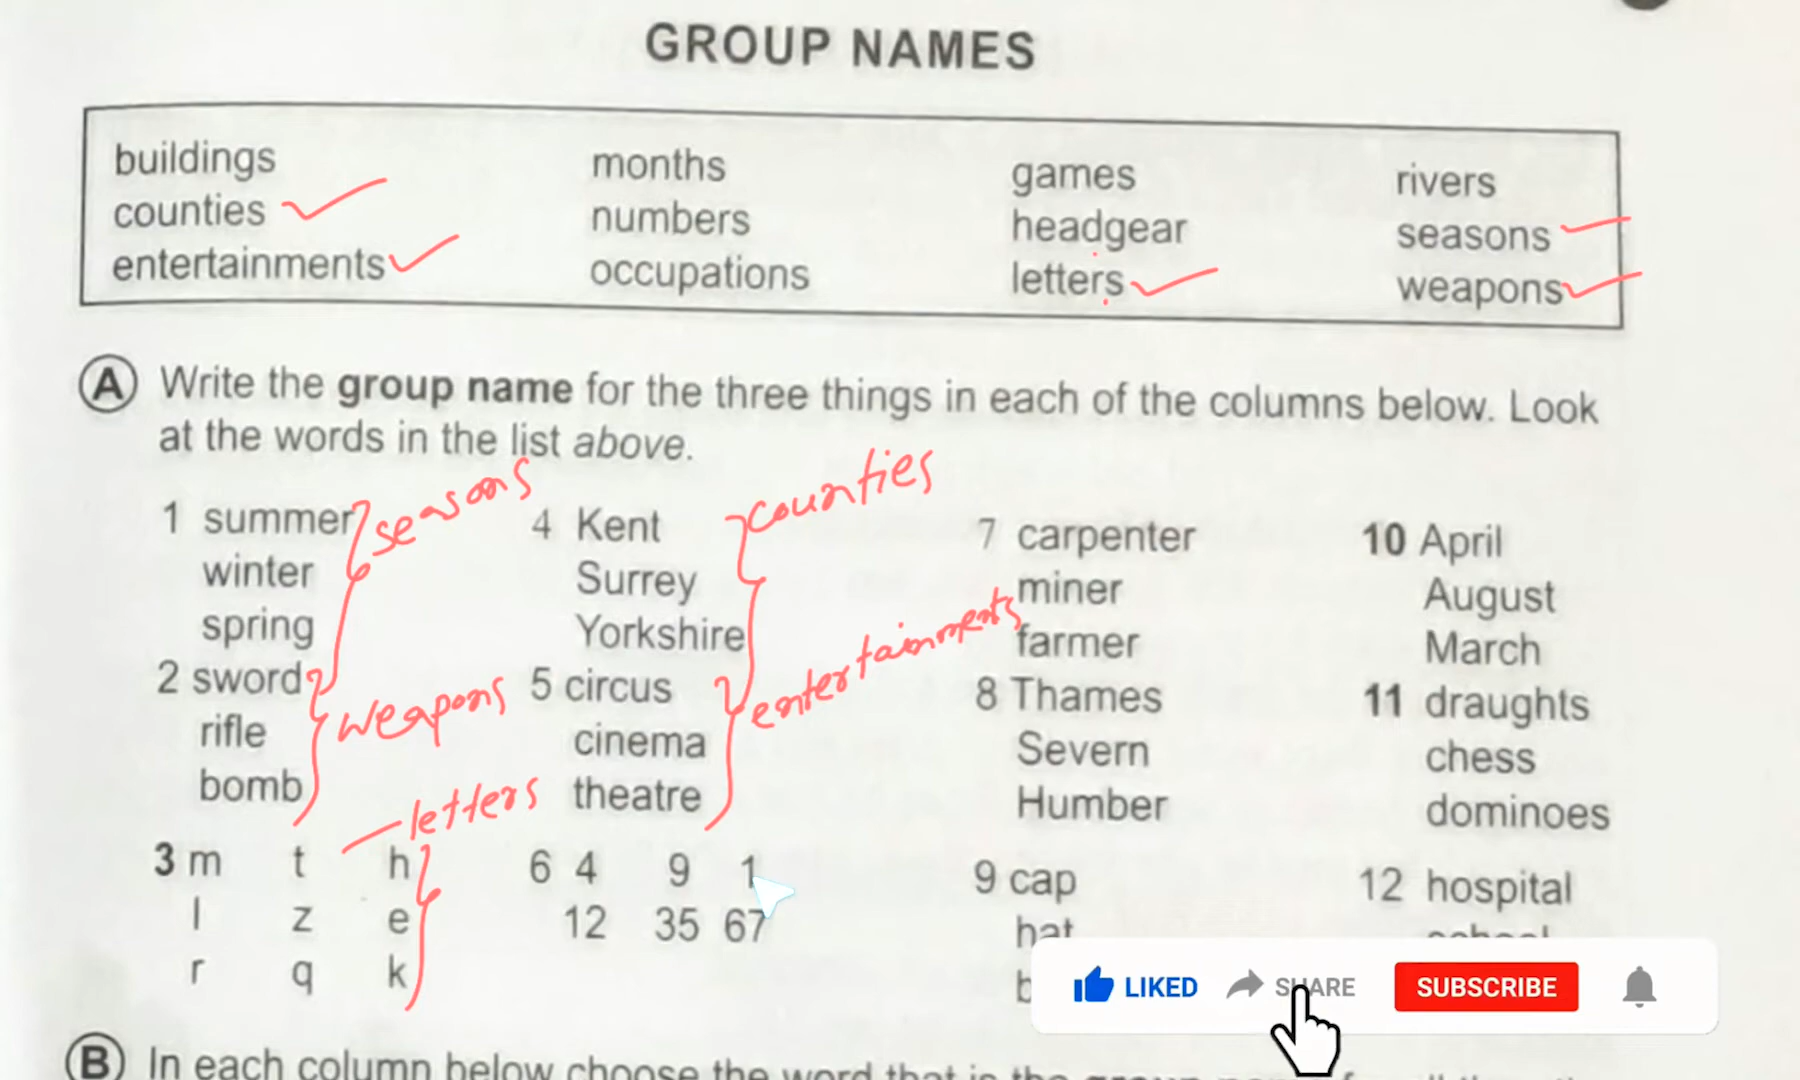 GROUP NAMES
buildings months games rivers
counties numbers headgear seasons
entertainments occupations letters weapons
A Write the group name for the three things in each of the columns below. Look
at the words in the list above.
1 summer
winter
spring
seasons
2 sword
rifle
bomb
weapons
3 m t h
l z e
r q k
letters
4 Kent
Surrey
Yorkshire
counties
5 circus
cinema
theatre
entertainments
6 4 9 1
12 35 67
7 carpenter
miner
farmer
8 Thames
Severn
Humber
9 cap
hat
10 April
August
March
11 draughts
chess
dominoes
12 hospital
LIKED SHARE SUBSCRIBE
B In each column below choose the word that is the group